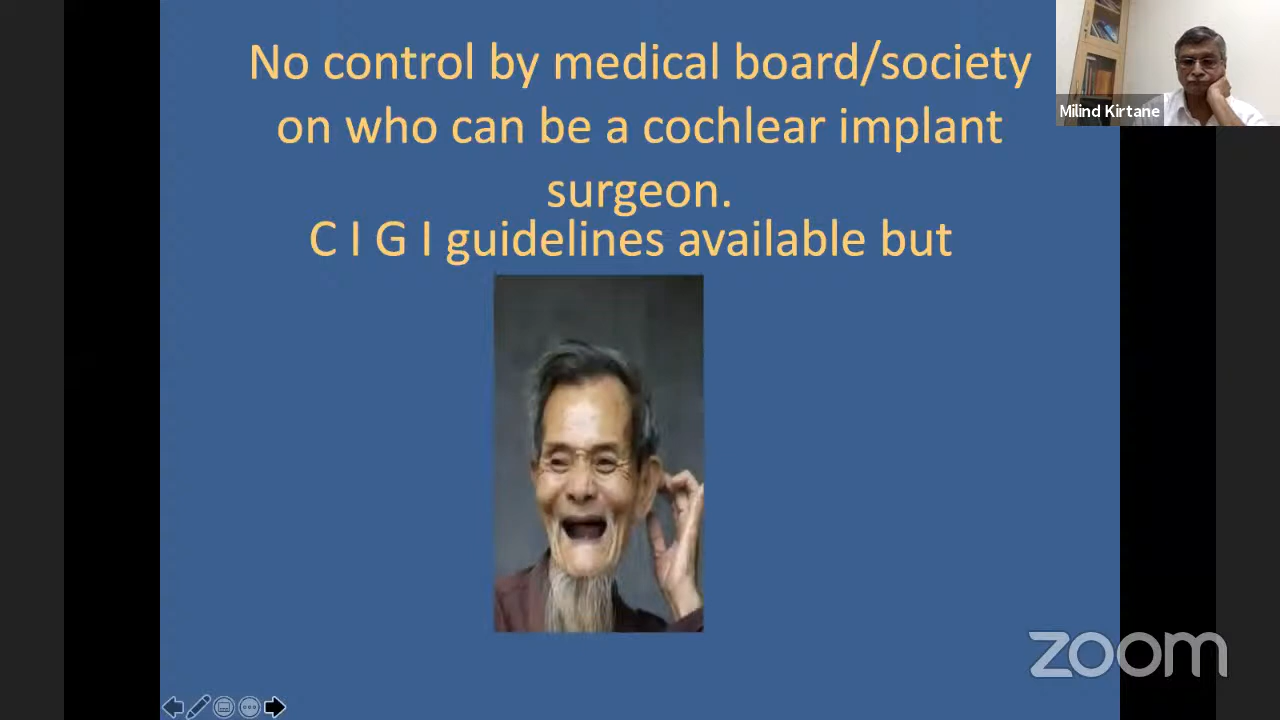 No control by medical board/society
on who can be a cochlear implant
surgeon.
C I G I guidelines available but
Milind Kirtane
zoom